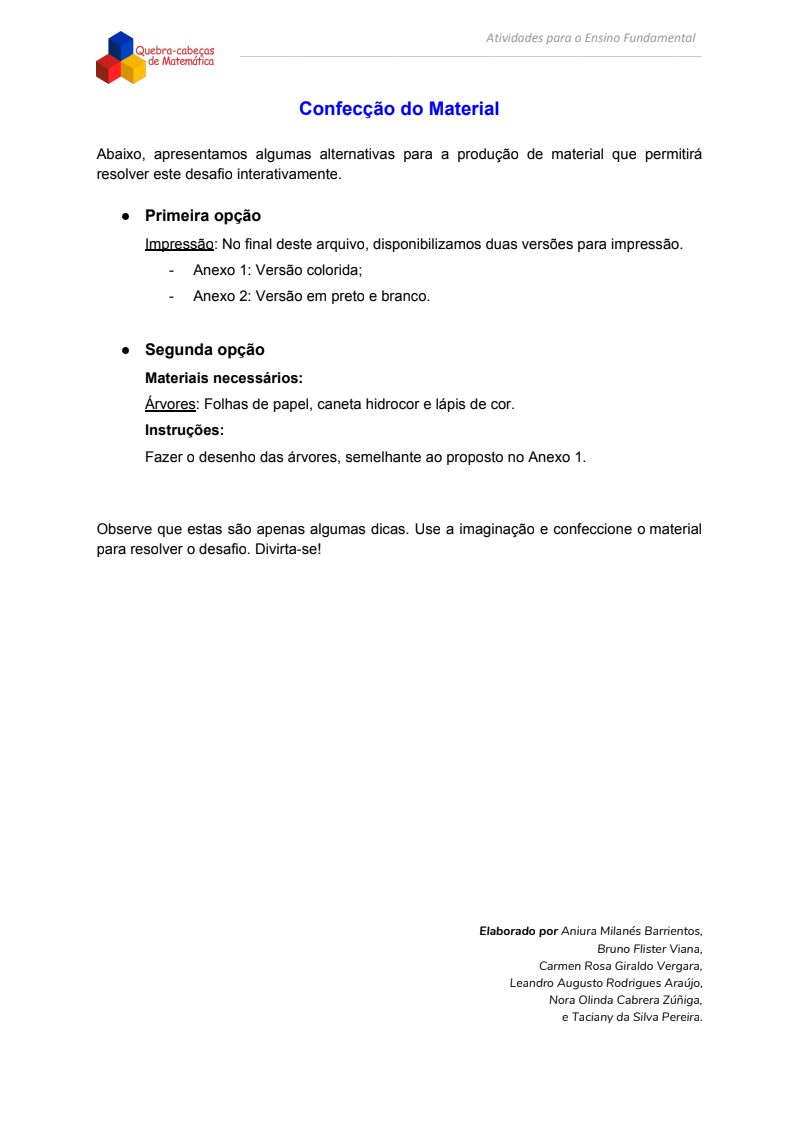 Quebra-cabeças
de Matemática
Atividades para o Ensino Fundamental
Confecção do Material
Abaixo, apresentamos algumas alternativas para a produção de material que permitirá
resolver este desafio interativamente.
● Primeira opção
Impressão: No final deste arquivo, disponibilizamos duas versões para impressão.
- Anexo 1: Versão colorida;
- Anexo 2: Versão em preto e branco.
● Segunda opção
Materiais necessários:
Árvores: Folhas de papel, caneta hidrocor e lápis de cor.
Instruções:
Fazer o desenho das árvores, semelhante ao proposto no Anexo 1.
Observe que estas são apenas algumas dicas. Use a imaginação e confeccione o material
para resolver o desafio. Divirta-se!
Elaborado por Aniura Milanés Barrientos,
Bruno Flister Viana,
Carmen Rosa Giraldo Vergara,
Leandro Augusto Rodrigues Araújo,
Nora Olinda Cabrera Zúñiga,
e Taciany da Silva Pereira.